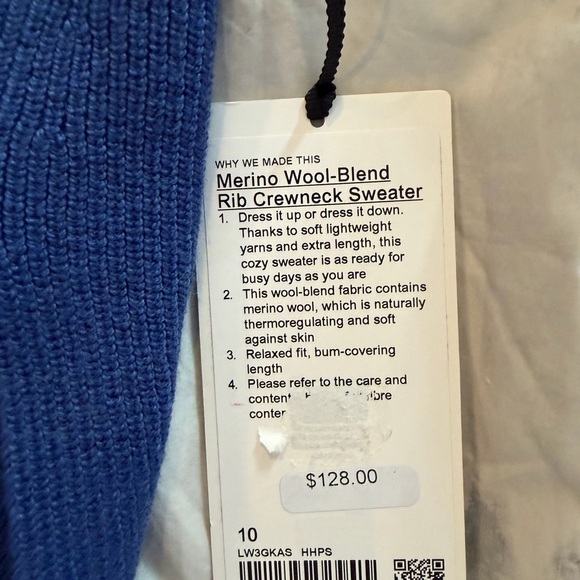 WHY WE MADE THIS
Merino Wool-Blend
Rib Crewneck Sweater
1. Dress it up or dress it down.
Thanks to soft lightweight
yarns and extra length, this
cozy sweater is as ready for
busy days as you are
2. This wool-blend fabric contains
merino wool, which is naturally
thermoregulating and soft
against skin
3. Relaxed fit, bum-covering
length
4. Please refer to the care and
$128.00
10
LW3GKAS HHPS